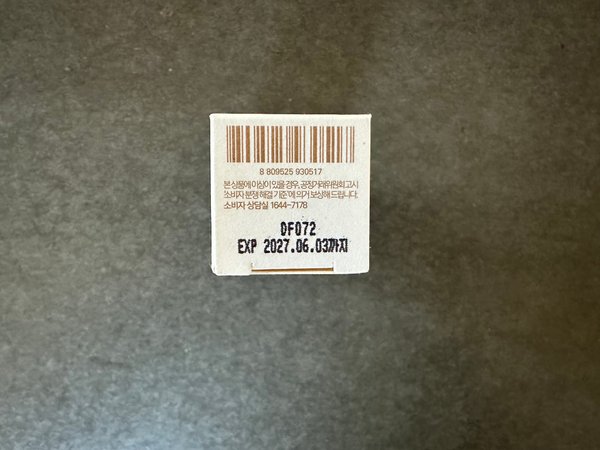 8 809525 930517
본 상품에 이상이 있을 경우, 공정거래위원회 고시
'소비자 분쟁 해결 기준'에 의거 보상해 드립니다.
소비자 상담실 1644-7178
DF072
EXP 2027.06.03까지